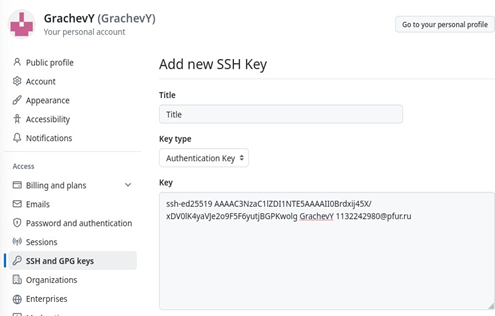 GrachevY (GrachevY)
Your personal account
Go to your personal profile
Public profile
Account
Appearance
Accessibility
Notifications
Access
Billing and plans
Emails
Password and authentication
Sessions
SSH and GPG keys
Organizations
Enterprises
Add new SSH Key
Title
Title
Key type
Authentication Key
Key
ssh-ed25519 AAAAC3NzaC1lZDI1NTE5AAAAII0Brdxij45X/
xDV0lK4yaVJe2o9F5F6yutjBGPKwolg GrachevY 1132242980@pfur.ru